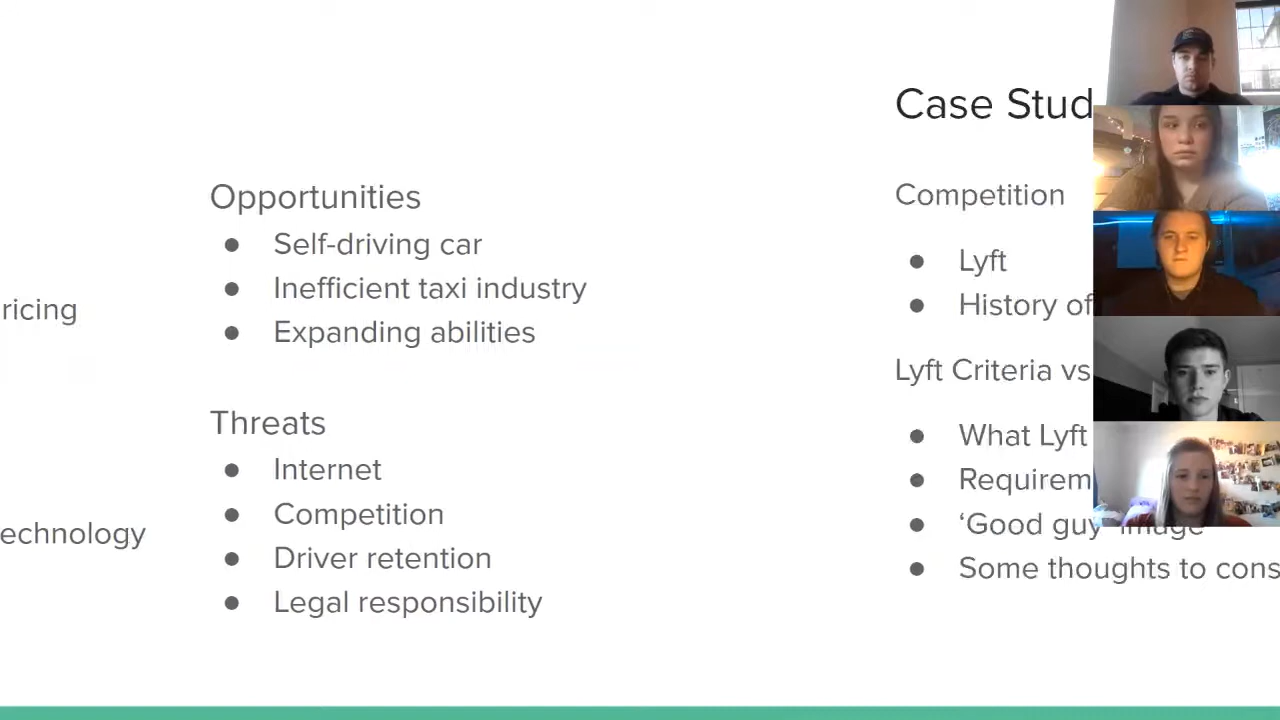 ricing
echnology
Opportunities
● Self-driving car
● Inefficient taxi industry
● Expanding abilities
Threats
● Internet
● Competition
● Driver retention
● Legal responsibility
Case Stud
Competition
● Lyft
● History of
Lyft Criteria vs
● What Lyft
● Requirem
● ‘Good guy’ image
● Some thoughts to cons